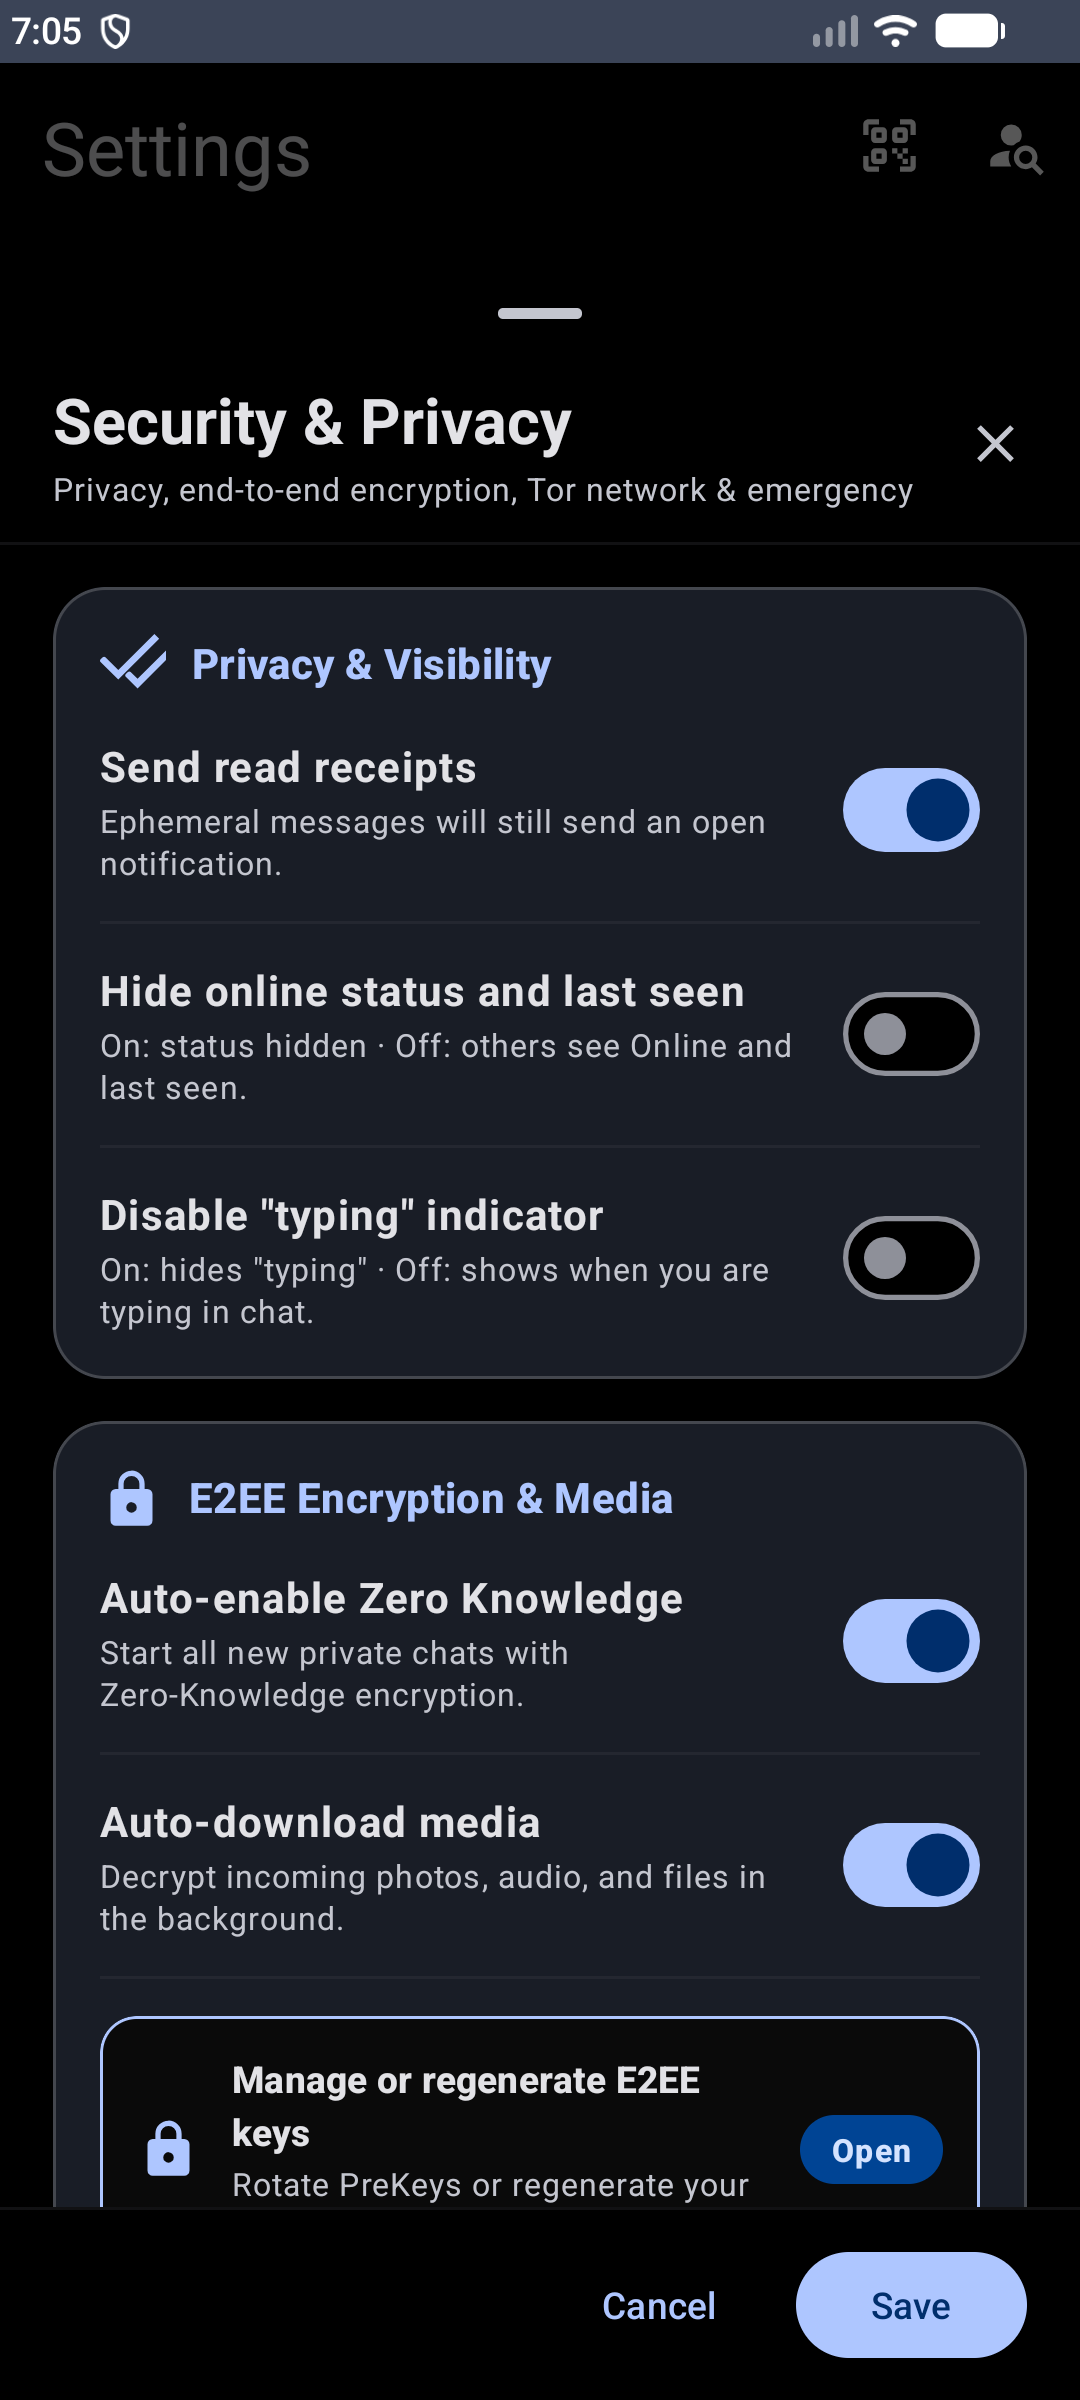 7:05
Settings
Security & Privacy
Privacy, end-to-end encryption, Tor network & emergency
Privacy & Visibility
Send read receipts
Ephemeral messages will still send an open
notification.
Hide online status and last seen
On: status hidden · Off: others see Online and
last seen.
Disable "typing" indicator
On: hides "typing" · Off: shows when you are
typing in chat.
E2EE Encryption & Media
Auto-enable Zero Knowledge
Start all new private chats with
Zero-Knowledge encryption.
Auto-download media
Decrypt incoming photos, audio, and files in
the background.
Manage or regenerate E2EE
keys
Rotate PreKeys or regenerate your
Open
Cancel
Save